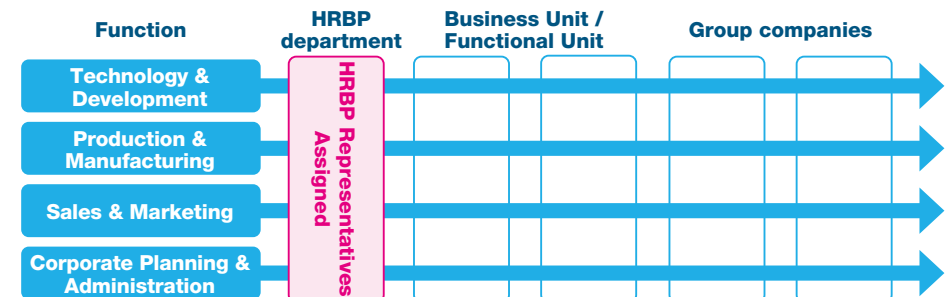 Function
HRBP
department
Business Unit /
Functional Unit
Group companies
Technology &
Development
Production &
Manufacturing
Sales & Marketing
Corporate Planning &
Administration
HRBP Representatives
Assigned